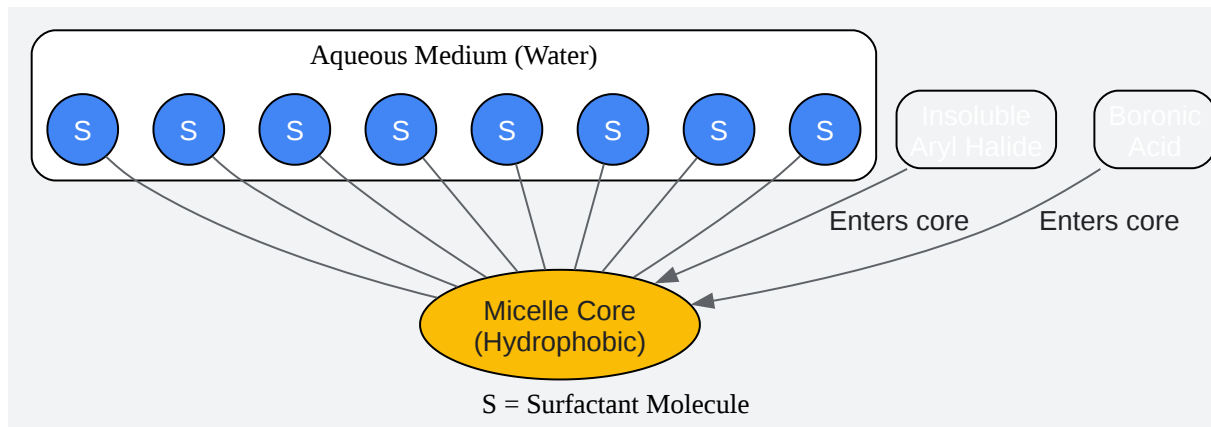 Aqueous Medium (Water)
S S S S S S S S
Insoluble
Aryl Halide
Boronic
Acid
Enters core
Enters core
Micelle Core
(Hydrophobic)
S = Surfactant Molecule